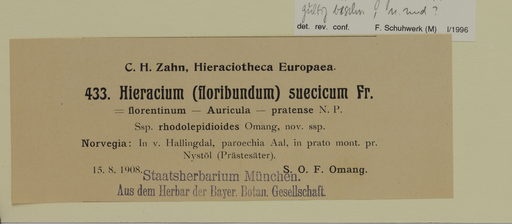 gültig beschr. ?
det. rev. conf. F. Schuhwerk (M) I/1996
C. H. Zahn, Hieraciotheca Europaea.
433. Hieracium (floribundum) suecicum Fr.
= florentinum — Auricula — pratense N. P.
Ssp. rhodolepidioides Omang, nov. ssp.
Norvegia: In v. Hallingdal, paroechia Aal, in prato mont. pr.
Nystöl (Prästesäter).
15. 8. 1908. S. O. F. Omang.
Staatsherbarium München.
Aus dem Herbar der Bayer. Botan. Gesellschaft.